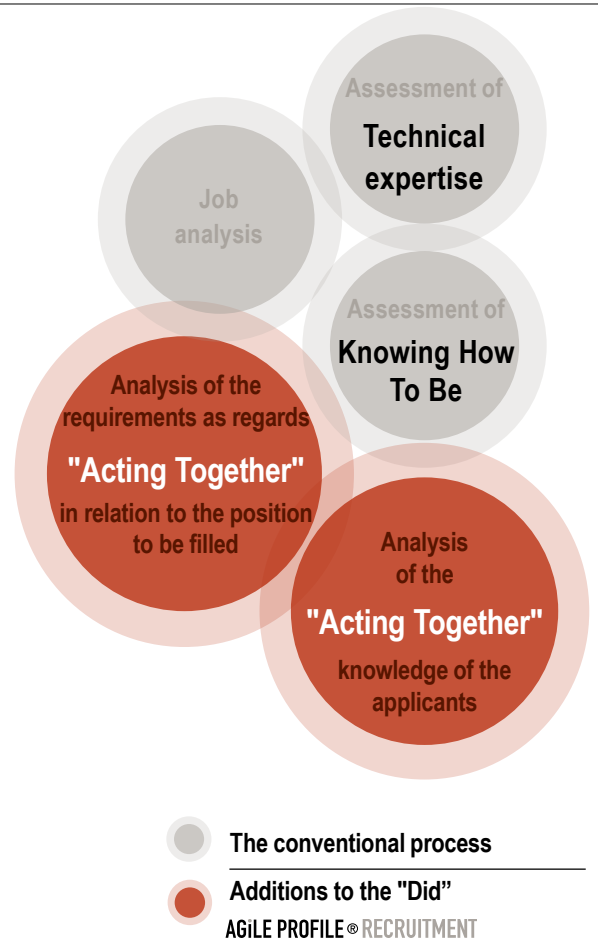 Assessment of
Technical
expertise
Job
analysis
Assessment of
Knowing How
To Be
Analysis of the
requirements as regards
"Acting Together"
in relation to the position
to be filled
Analysis
of the
"Acting Together"
knowledge of the
applicants
The conventional process
Additions to the "Did”
AGiLE PROFILE ® RECRUITMENT